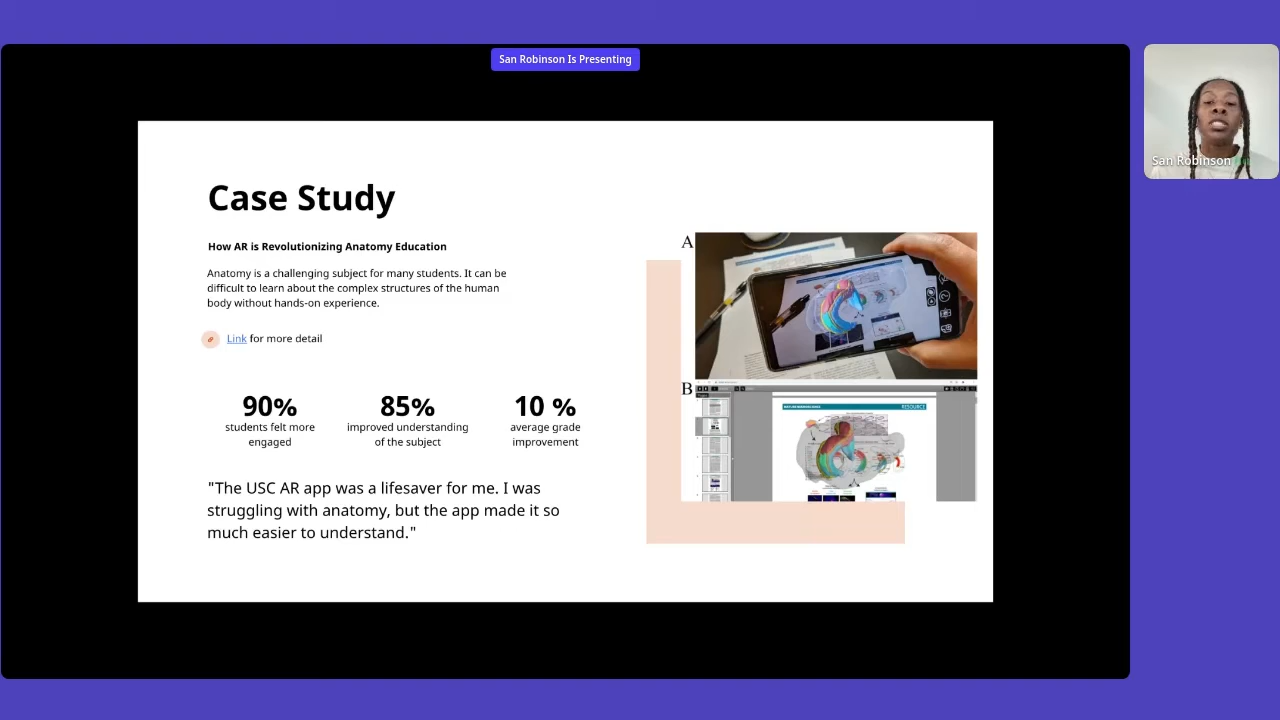 San Robinson Is Presenting
San Robinson
Case Study
How AR is Revolutionizing Anatomy Education
Anatomy is a challenging subject for many students. It can be
difficult to learn about the complex structures of the human
body without hands-on experience.
Link for more detail
90%
students felt more
engaged
85%
improved understanding
of the subject
10 %
average grade
improvement
"The USC AR app was a lifesaver for me. I was
struggling with anatomy, but the app made it so
much easier to understand."
A
B
RESOURCE